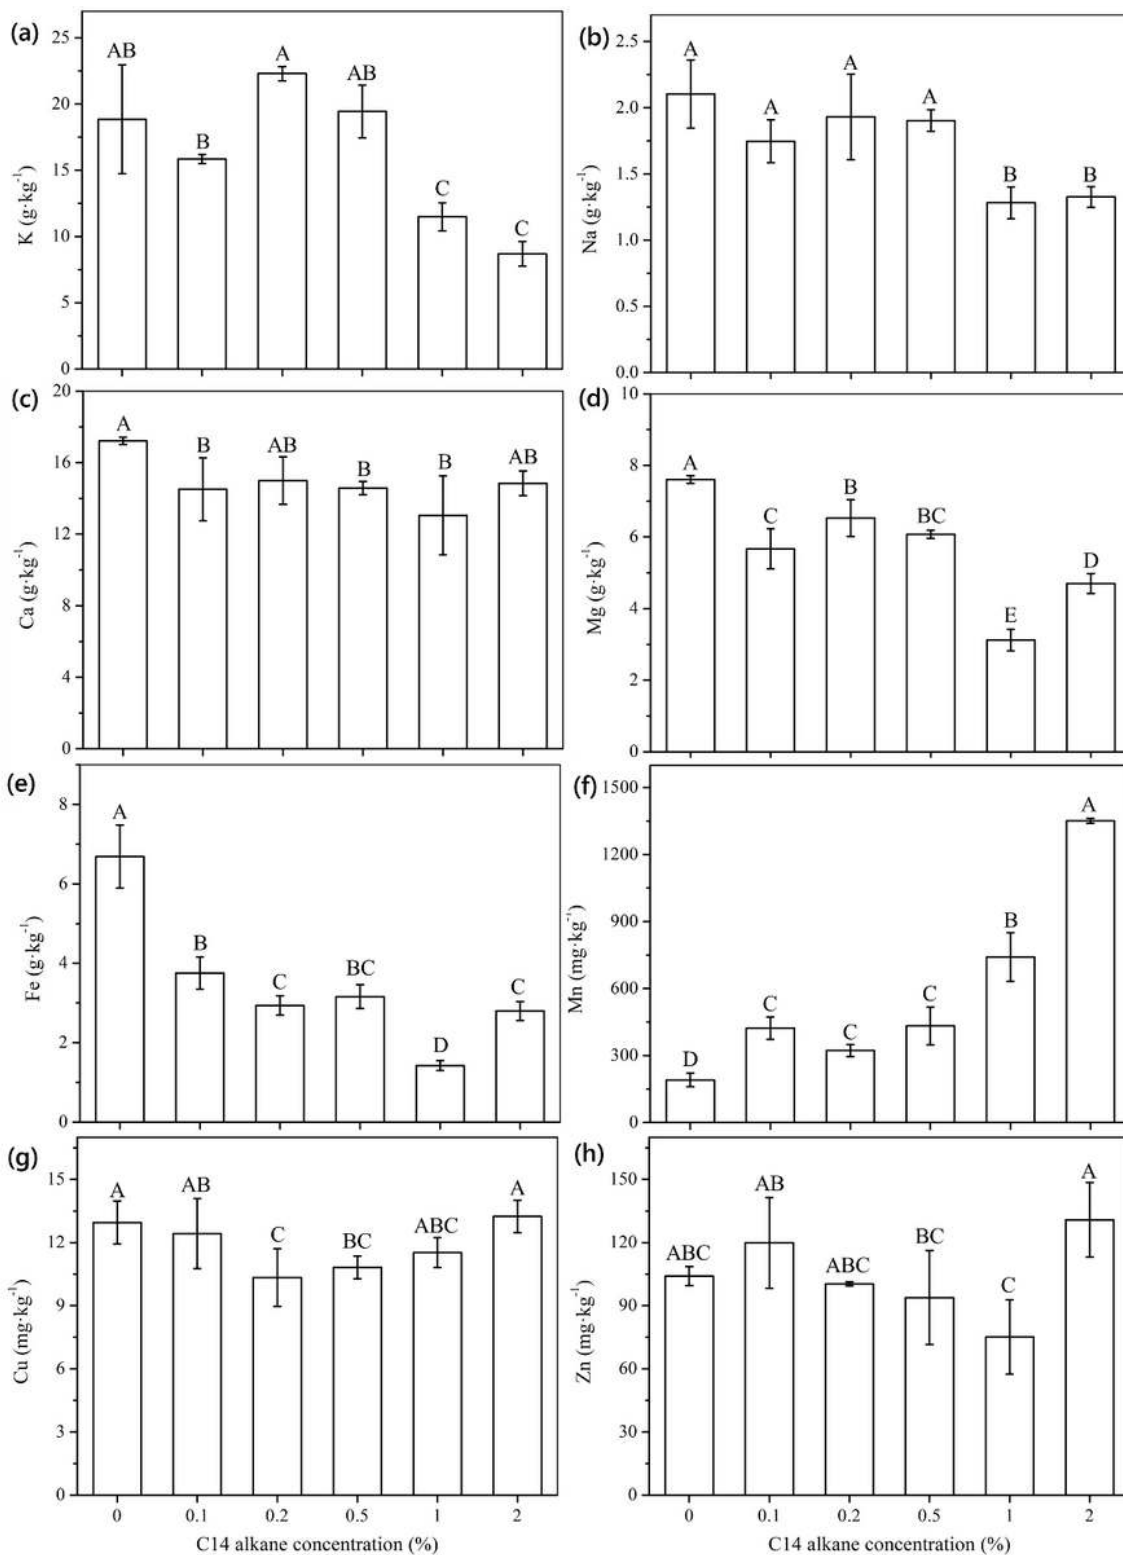 (a)
25
20
15
10
5
0
K (g·kg⁻¹)
AB
B
A
AB
C
C
(b)
2.5
2.0
1.5
1.0
0.5
0.0
Na (g·kg⁻¹)
A
A
A
A
B
B
(c)
20
16
12
8
4
0
Ca (g·kg⁻¹)
A
B
AB
B
B
AB
(d)
10
8
6
4
2
0
Mg (g·kg⁻¹)
A
C
B
BC
E
D
(e)
8
6
4
2
0
Fe (g·kg⁻¹)
A
B
C
BC
D
C
(f)
1500
1200
900
600
300
0
Mn (mg·kg⁻¹)
D
C
C
C
B
A
(g)
15
12
9
6
3
0
Cu (mg·kg⁻¹)
A
AB
C
BC
ABC
A
0 0.1 0.2 0.5 1 2
C14 alkane concentration (%)
(h)
150
120
90
60
30
0
Zn (mg·kg⁻¹)
ABC
AB
ABC
BC
C
A
0 0.1 0.2 0.5 1 2
C14 alkane concentration (%)